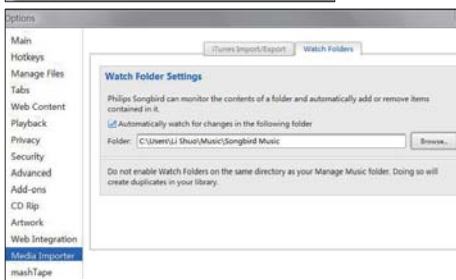 Options
Main
Hotkeys
Manage Files
Tabs
Web Content
Playback
Privacy
Security
Advanced
Add-ons
CD Rip
Artwork
Web Integration
Media Importer
mashTape
iTunes Import/Export
Watch Folders
Watch Folder Settings
Philips Songbird can monitor the contents of a folder and automatically add or remove items
contained in it.
Automatically watch for changes in the following folder
Folder: C:\Users\Li Shuo\Music\Songbird Music
Browse...
Do not enable Watch Folders on the same directory as your Manage Music folder. Doing so will
create duplicates in your library.